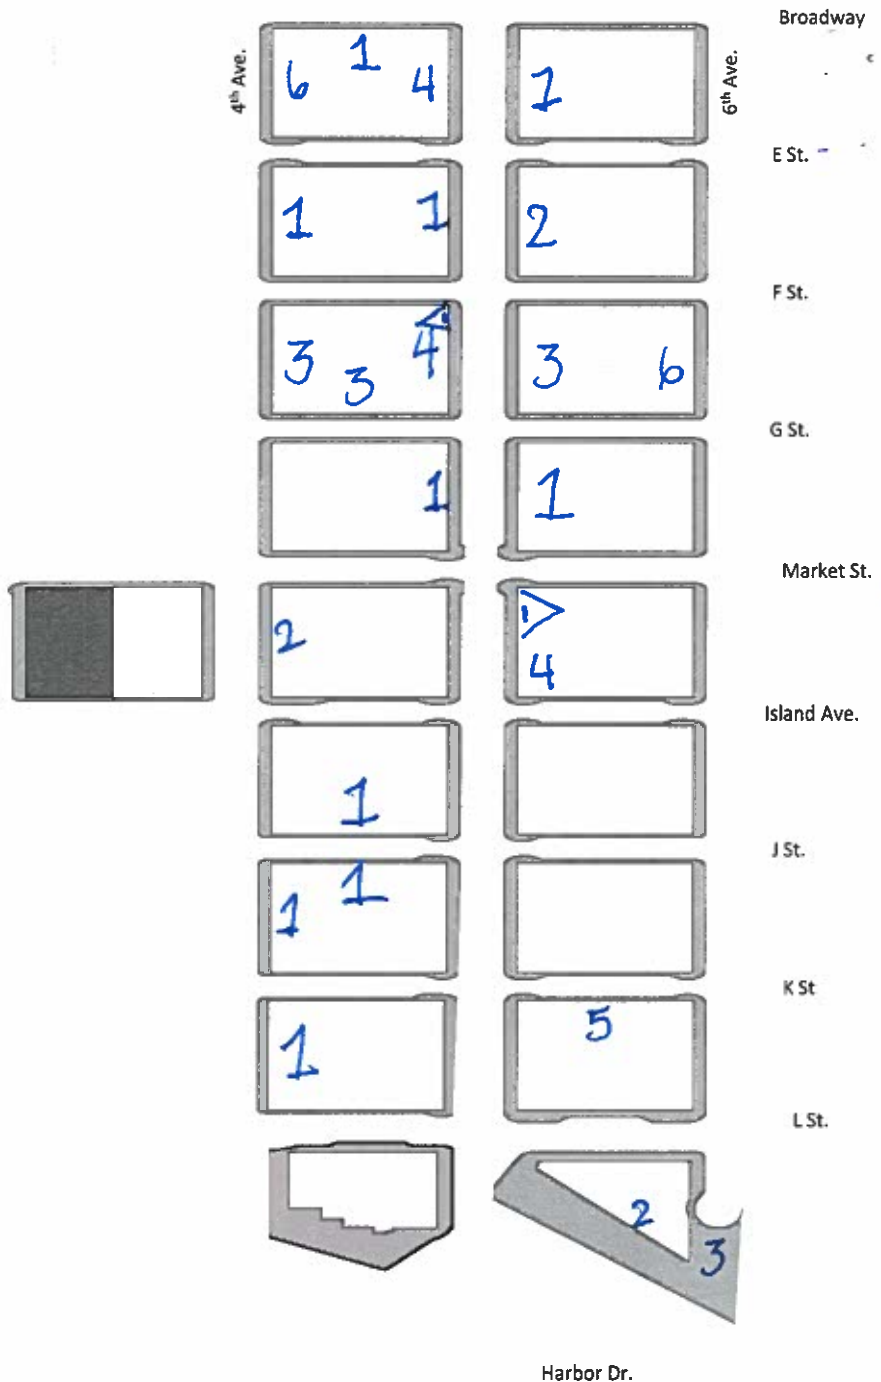 Broadway
4th Ave.
6 1 4
1
6th Ave.
E St.
1 1
2
F St.
3 3 4
3 6
G St.
1
1
Market St.
2
4
Island Ave.
1
J St.
1 1
K St
1
5
L St.
2
3
Harbor Dr.